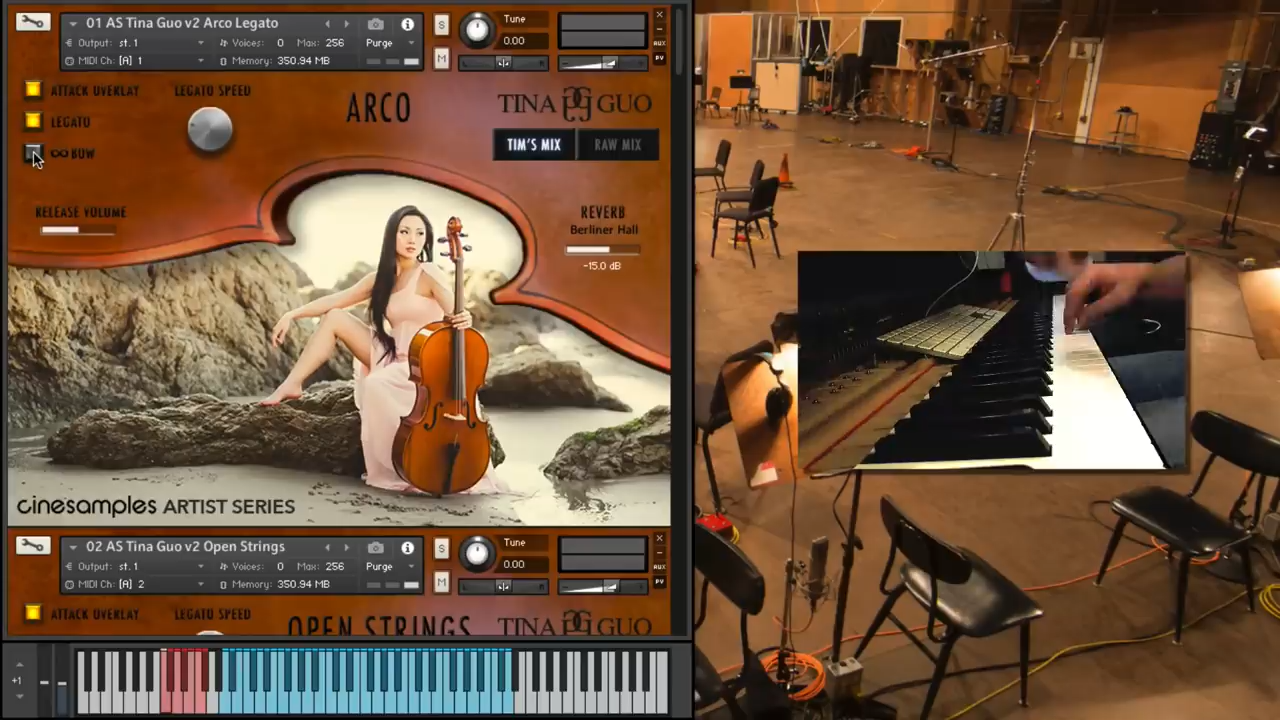 01 AS Tina Guo v2 Arco Legato
Output: st. 1
Voices: 0 Max: 256
Purge
MIDI Ch: [A] 1
Memory: 350.94 MB
S
M
Tune
0.00
AUX
PV
ATTACK OVERLAY
LEGATO SPEED
LEGATO
∞ BOW
ARCO
TINA GUO
TIM'S MIX
RAW MIX
RELEASE VOLUME
REVERB
Berliner Hall
-15.0 dB
cinesamples ARTIST SERIES
02 AS Tina Guo v2 Open Strings
Output: st. 1
Voices: 0 Max: 256
Purge
MIDI Ch: [A] 2
Memory: 350.94 MB
S
M
Tune
0.00
AUX
PV
ATTACK OVERLAY
LEGATO SPEED
OPEN STRINGS
TINA GUO
+1